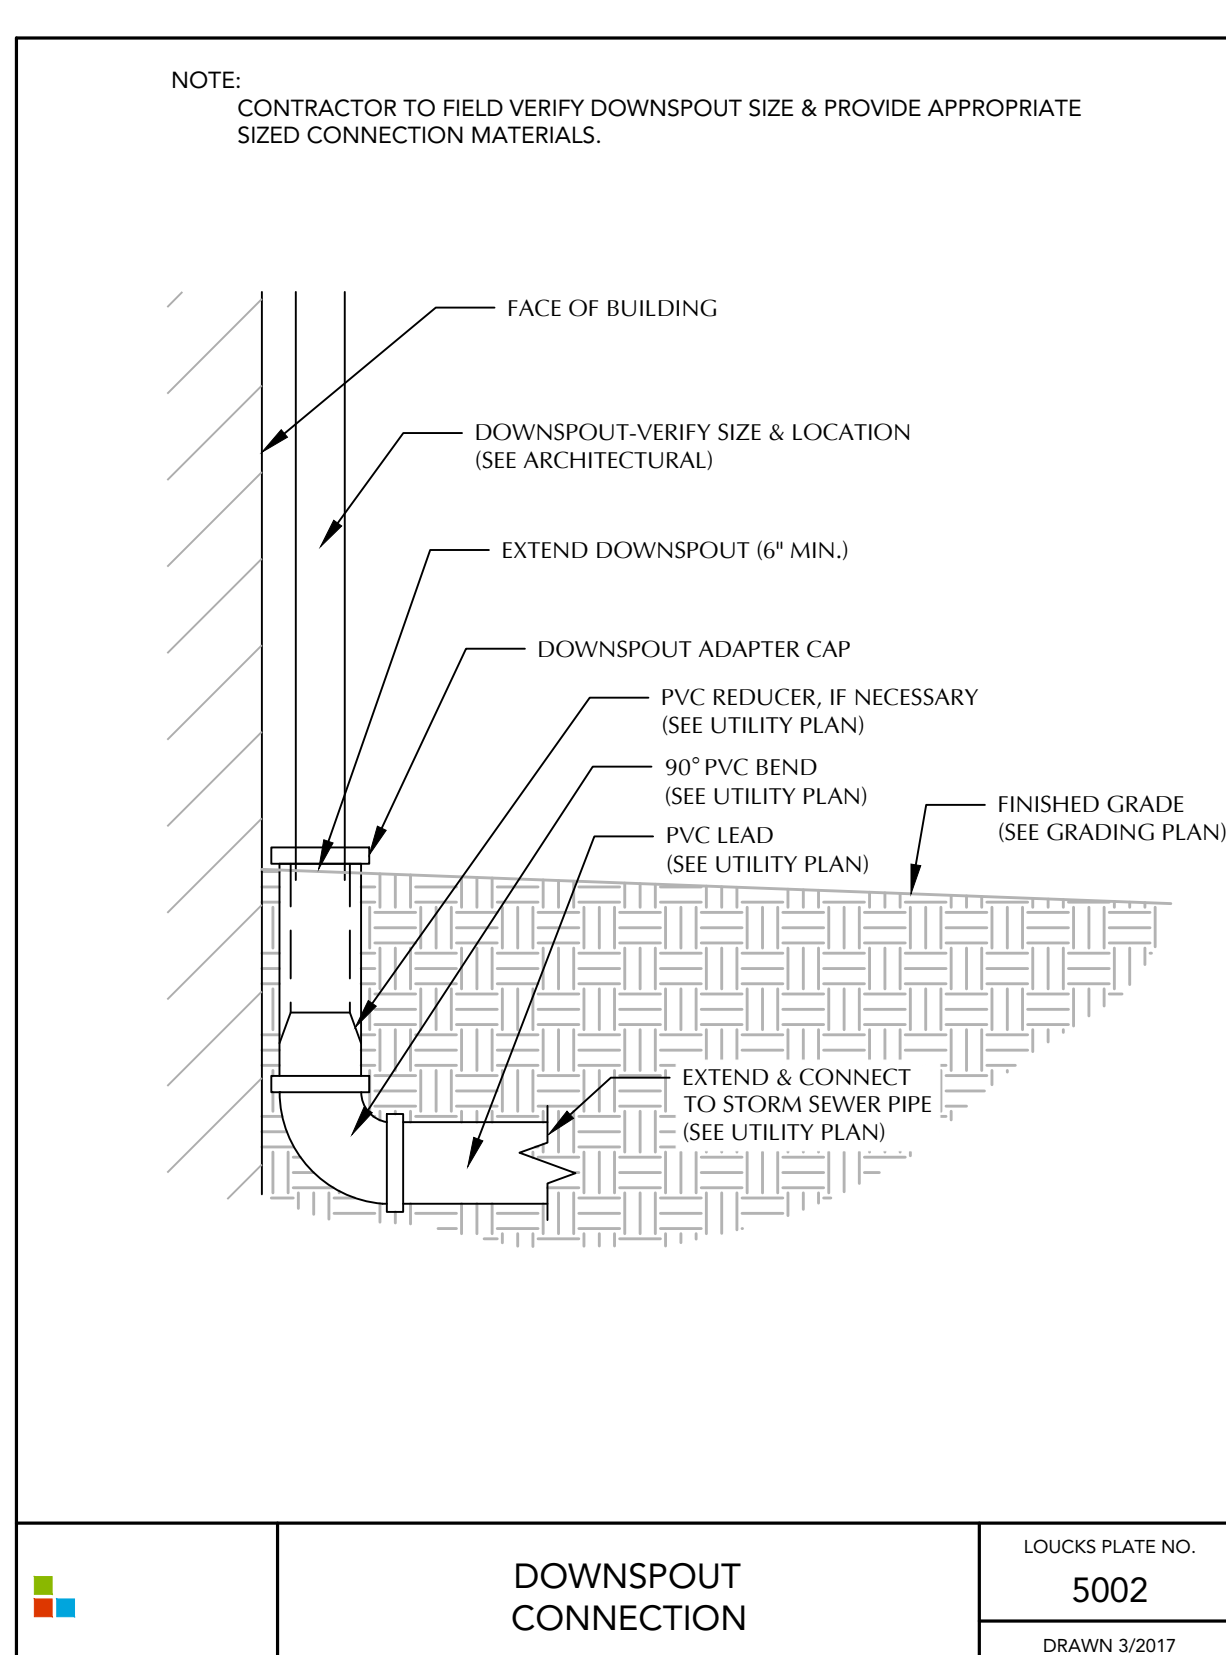 NOTE:
CONTRACTOR TO FIELD VERIFY DOWNSPOUT SIZE & PROVIDE APPROPRIATE
SIZED CONNECTION MATERIALS.
FACE OF BUILDING
DOWNSPOUT-VERIFY SIZE & LOCATION
(SEE ARCHITECTURAL)
EXTEND DOWNSPOUT (6" MIN.)
DOWNSPOUT ADAPTER CAP
PVC REDUCER, IF NECESSARY
(SEE UTILITY PLAN)
90° PVC BEND
(SEE UTILITY PLAN)
PVC LEAD
(SEE UTILITY PLAN)
FINISHED GRADE
(SEE GRADING PLAN)
EXTEND & CONNECT
TO STORM SEWER PIPE
(SEE UTILITY PLAN)
DOWNSPOUT
CONNECTION
LOUCKS PLATE NO.
5002
DRAWN 3/2017